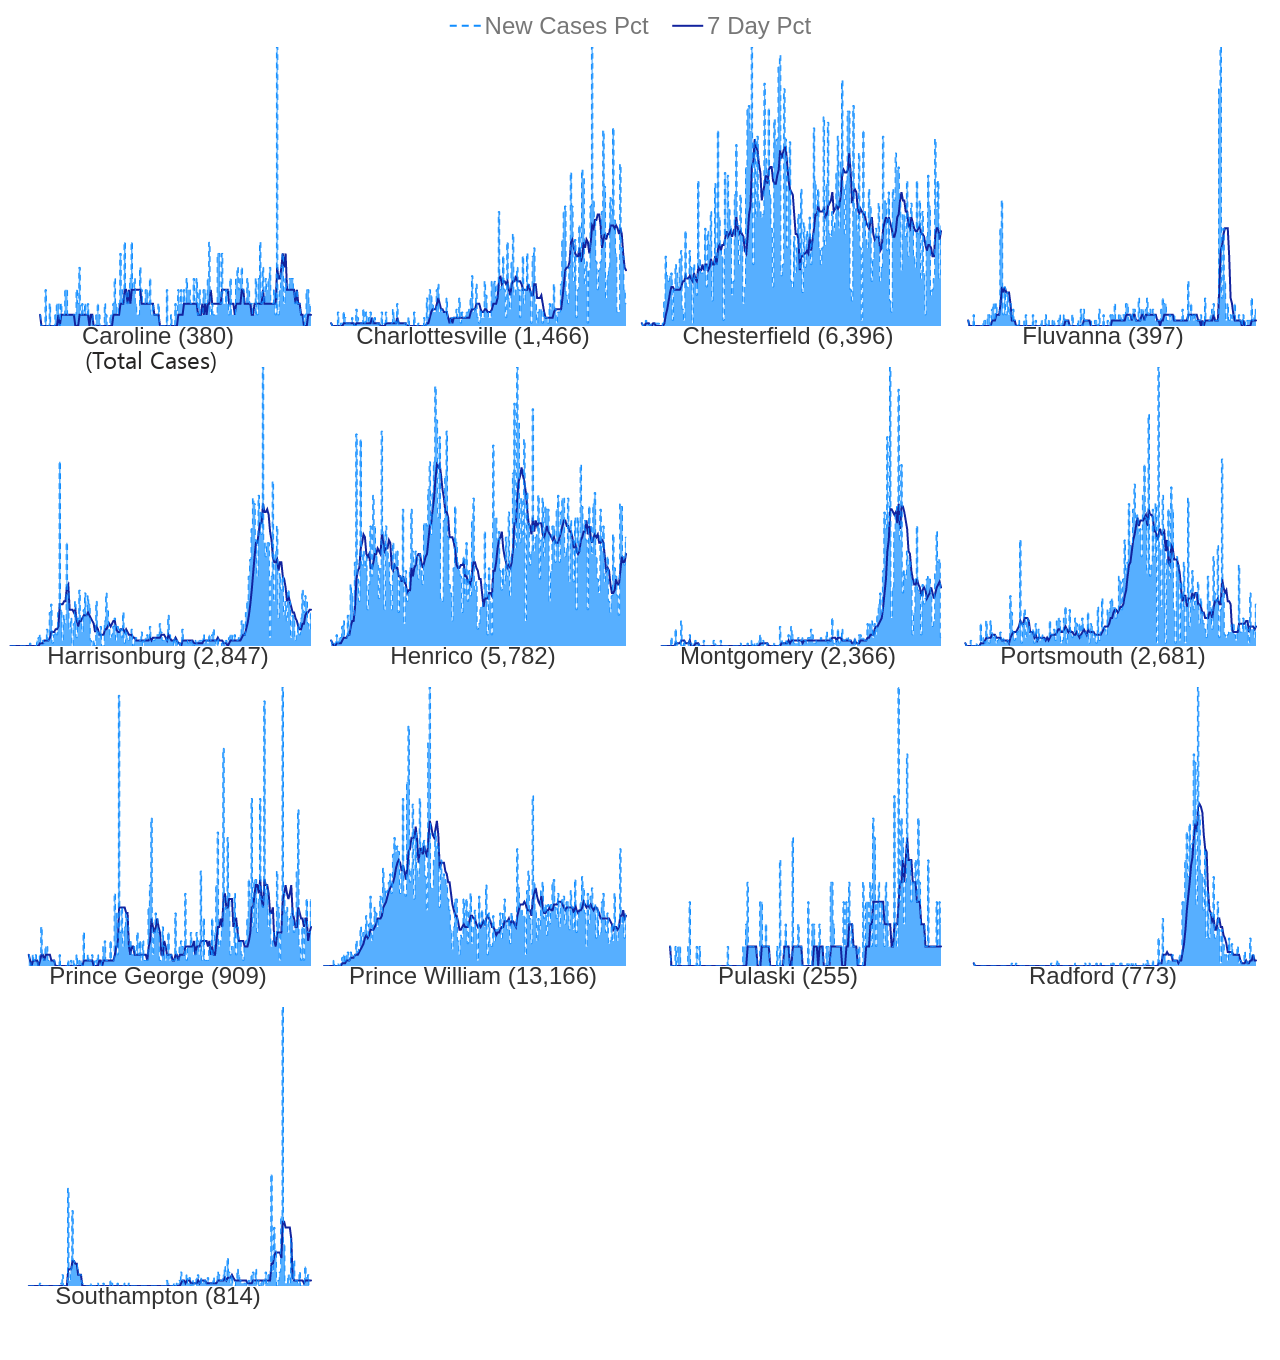 New Cases Pct 7 Day Pct
Caroline (380) Charlottesville (1,466) Chesterfield (6,396) Fluvanna (397)
(Total Cases)
Harrisonburg (2,847) Henrico (5,782) Montgomery (2,366) Portsmouth (2,681)
Prince George (909) Prince William (13,166) Pulaski (255) Radford (773)
Southampton (814)